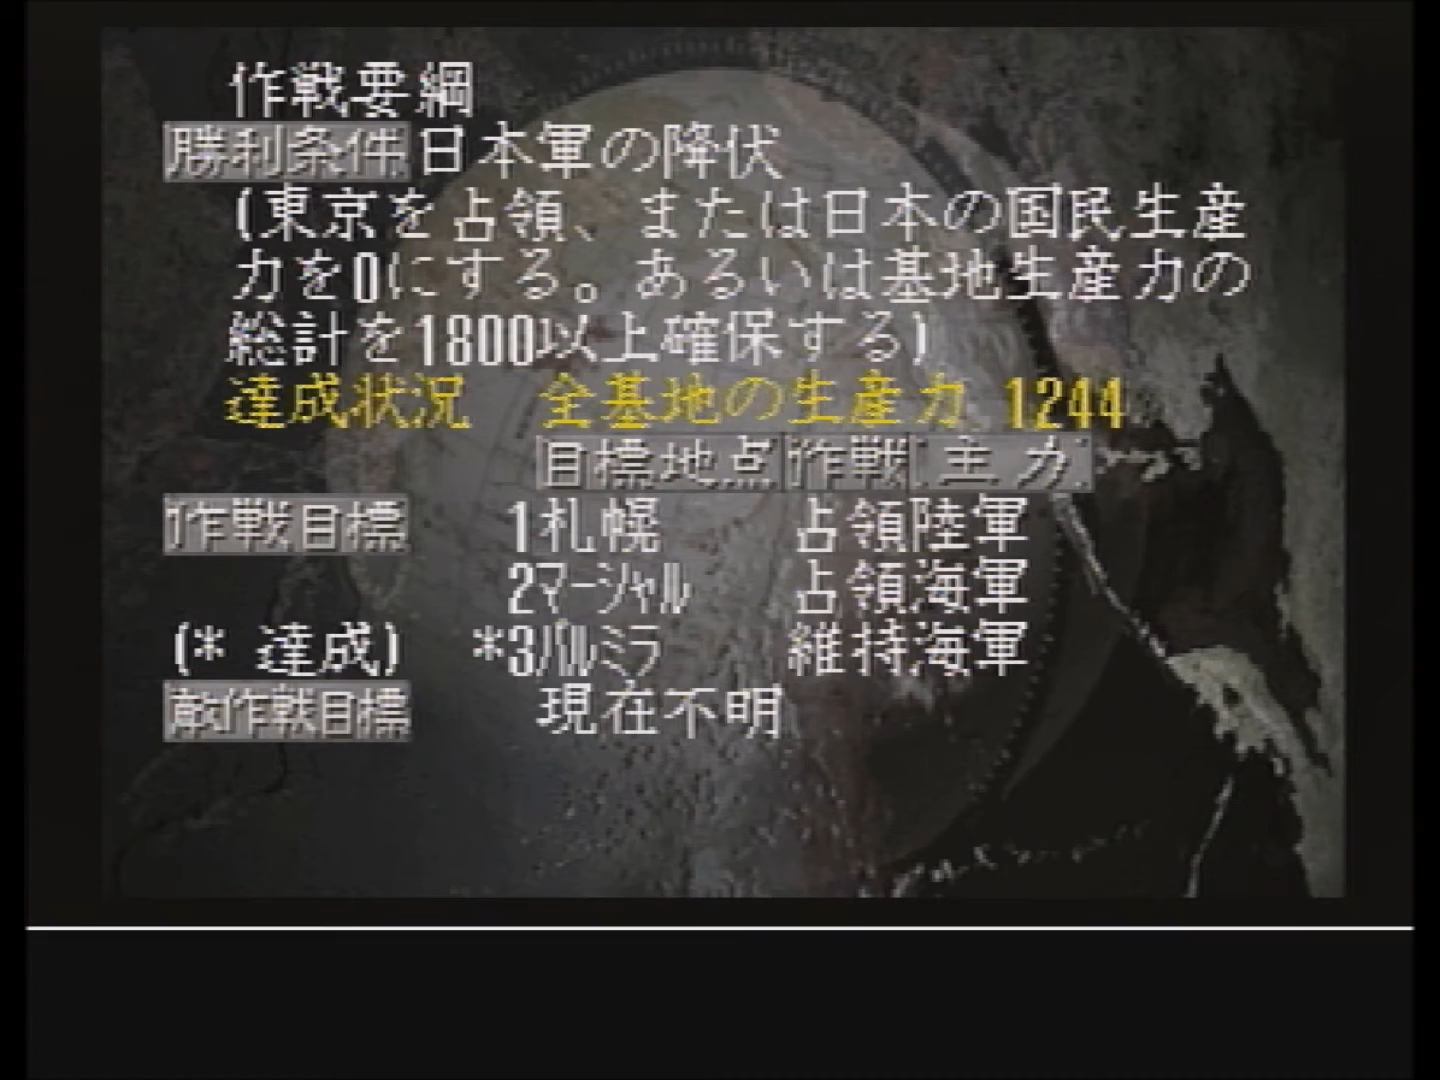 作戦要綱
勝利条件 日本軍の降伏
(東京を占領、または日本の国民生産
力を0にする。あるいは基地生産力の
総計を1800以上確保する)
達成状況 全基地の生産力 1244
目標地点 作戦 主力
作戦目標 1札幌 占領陸軍
2マーシャル 占領海軍
(* 達成) *3パルミラ 維持海軍
敵作戦目標 現在不明